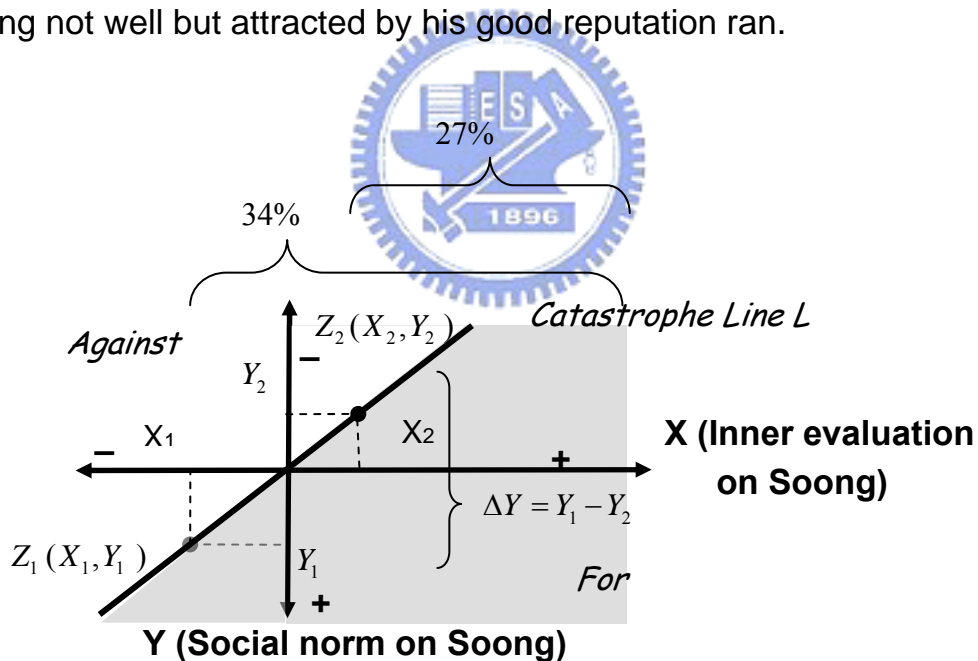 ng not well but attracted by his good reputation ran.
E S A
27%
1896
34%
Catastrophe Line L
Against
Z₂(X₂,Y₂)
−
Y₂
X₁
X₂
X (Inner evaluation
on Soong)
−
+
ΔY = Y₁ − Y₂
Z₁(X₁,Y₁)
Y₁
For
+
Y (Social norm on Soong)